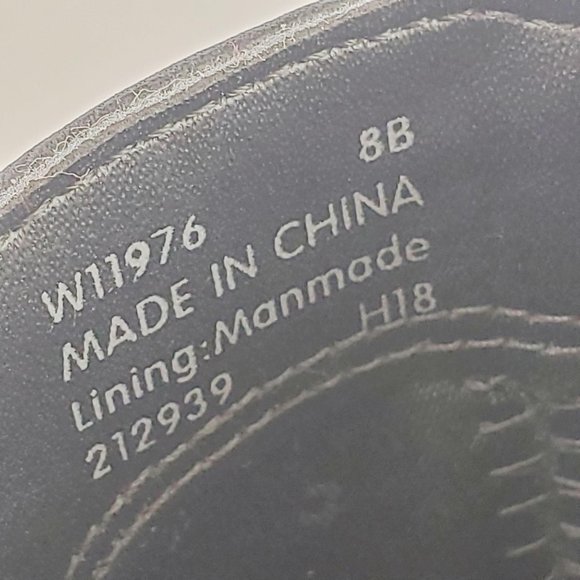 8B
W11976
MADE IN CHINA
Lining:Manmade
H18
212939